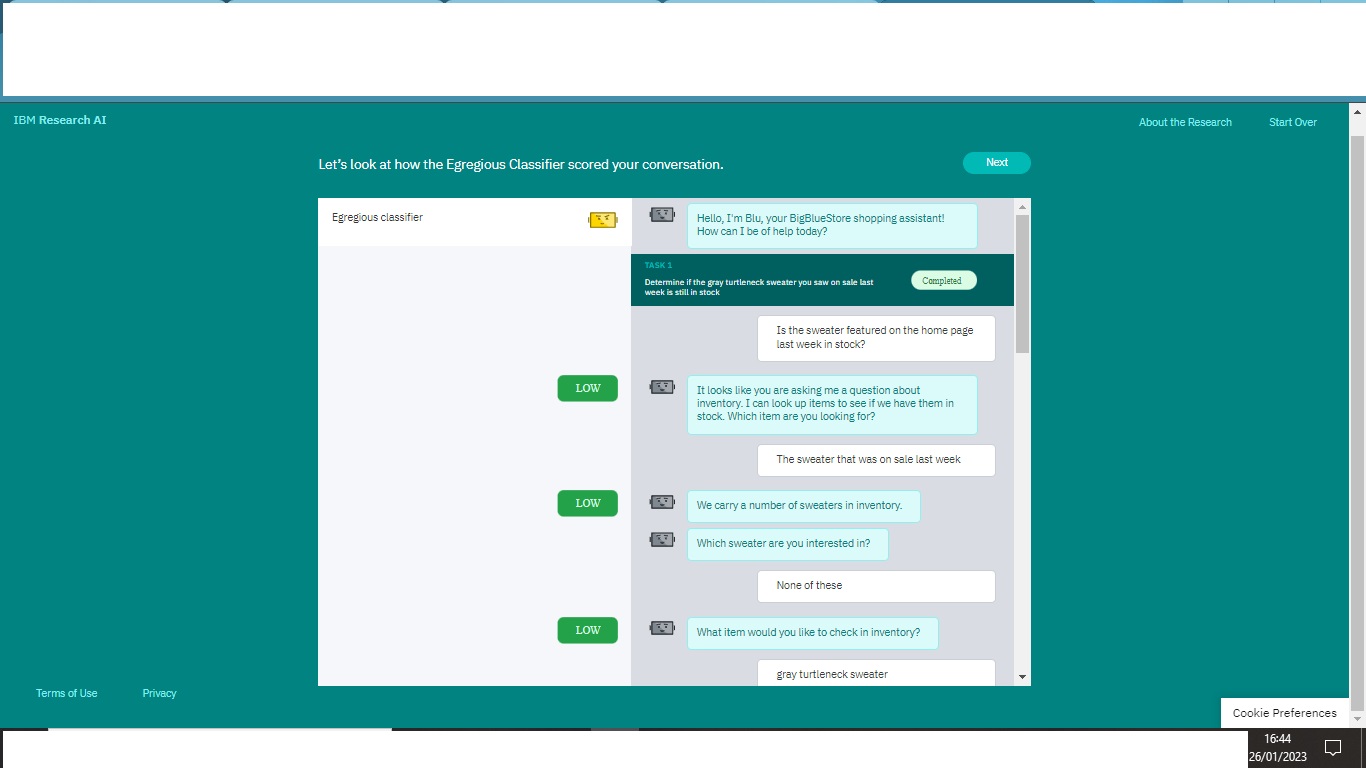 IBM Research AI
About the Research
Start Over
Let's look at how the Egregious Classifier scored your conversation.
Next
Egregious classifier
Hello, I'm Blu, your BigBlueStore shopping assistant!
How can I be of help today?
TASK 1
Determine if the gray turtleneck sweater you saw on sale last
week is still in stock
Completed
Is the sweater featured on the home page
last week in stock?
LOW
It looks like you are asking me a question about
inventory. I can look up items to see if we have them in
stock. Which item are you looking for?
The sweater that was on sale last week
LOW
We carry a number of sweaters in inventory.
Which sweater are you interested in?
None of these
LOW
What item would you like to check in inventory?
gray turtleneck sweater
Terms of Use
Privacy
Cookie Preferences
16:44
26/01/2023